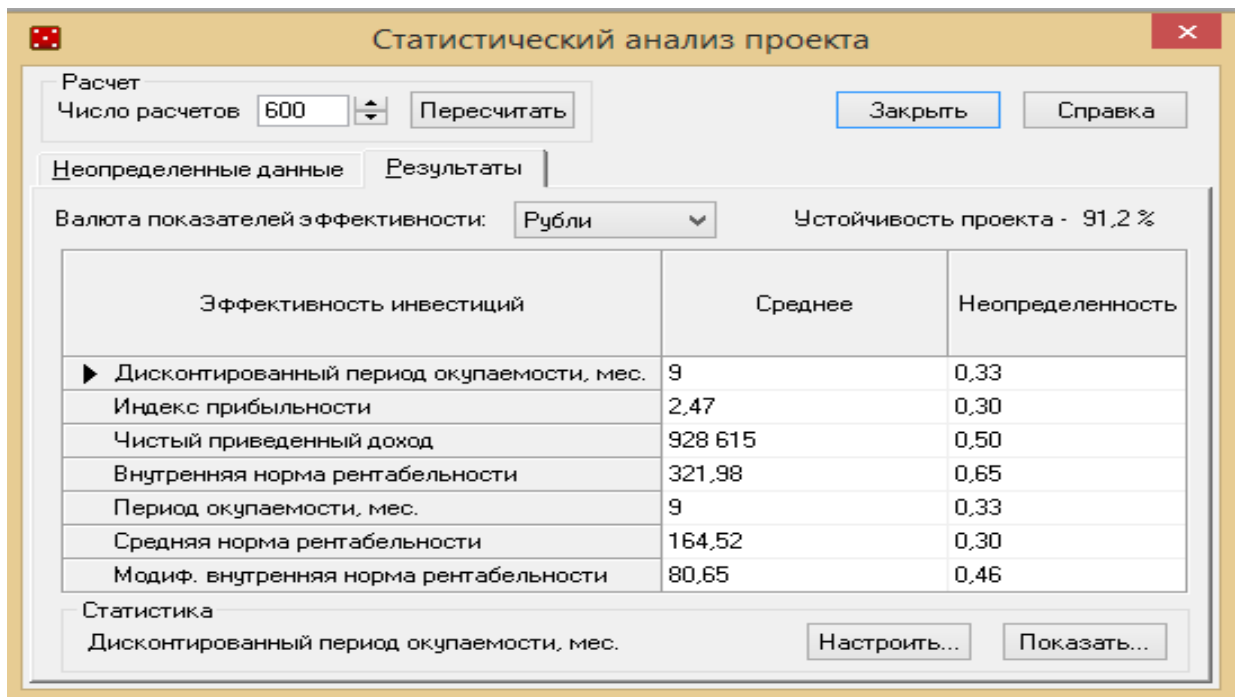 Статистический анализ проекта
Расчет
Число расчетов 600 Пересчитать Закрыть Справка
Неопределенные данные Результаты
Валюта показателей эффективности: Рубли Устойчивость проекта - 91,2 %
Эффективность инвестиций Среднее Неопределенность
Дисконтированный период окупаемости, мес. 9 0,33
Индекс прибыльности 2,47 0,30
Чистый приведенный доход 928 615 0,50
Внутренняя норма рентабельности 321,98 0,65
Период окупаемости, мес. 9 0,33
Средняя норма рентабельности 164,52 0,30
Модиф. внутренняя норма рентабельности 80,65 0,46
Статистика
Дисконтированный период окупаемости, мес. Настроить... Показать...